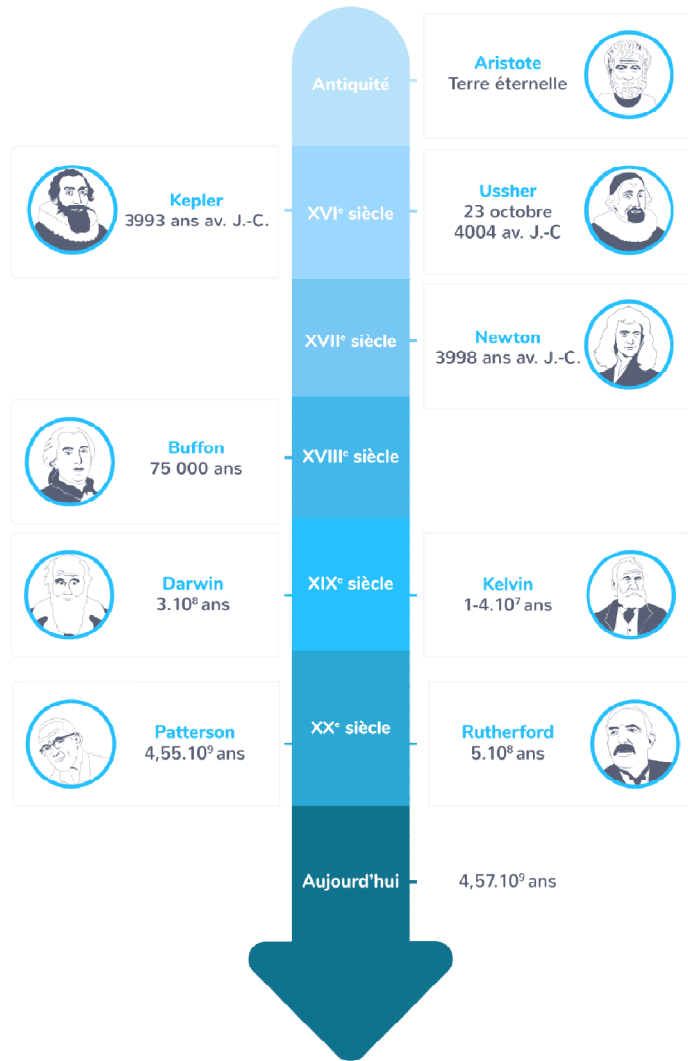 Antiquité
Aristote
Terre éternelle
Kepler
3993 ans av. J.-C.
XVIᵉ siècle
Ussher
23 octobre
4004 av. J.-C
XVIIᵉ siècle
Newton
3998 ans av. J.-C.
Buffon
75 000 ans
XVIIIᵉ siècle
Darwin
3.10⁸ ans
XIXᵉ siècle
Kelvin
1-4.10⁷ ans
Patterson
4,55.10⁹ ans
XXᵉ siècle
Rutherford
5.10⁸ ans
Aujourd’hui
4,57.10⁹ ans